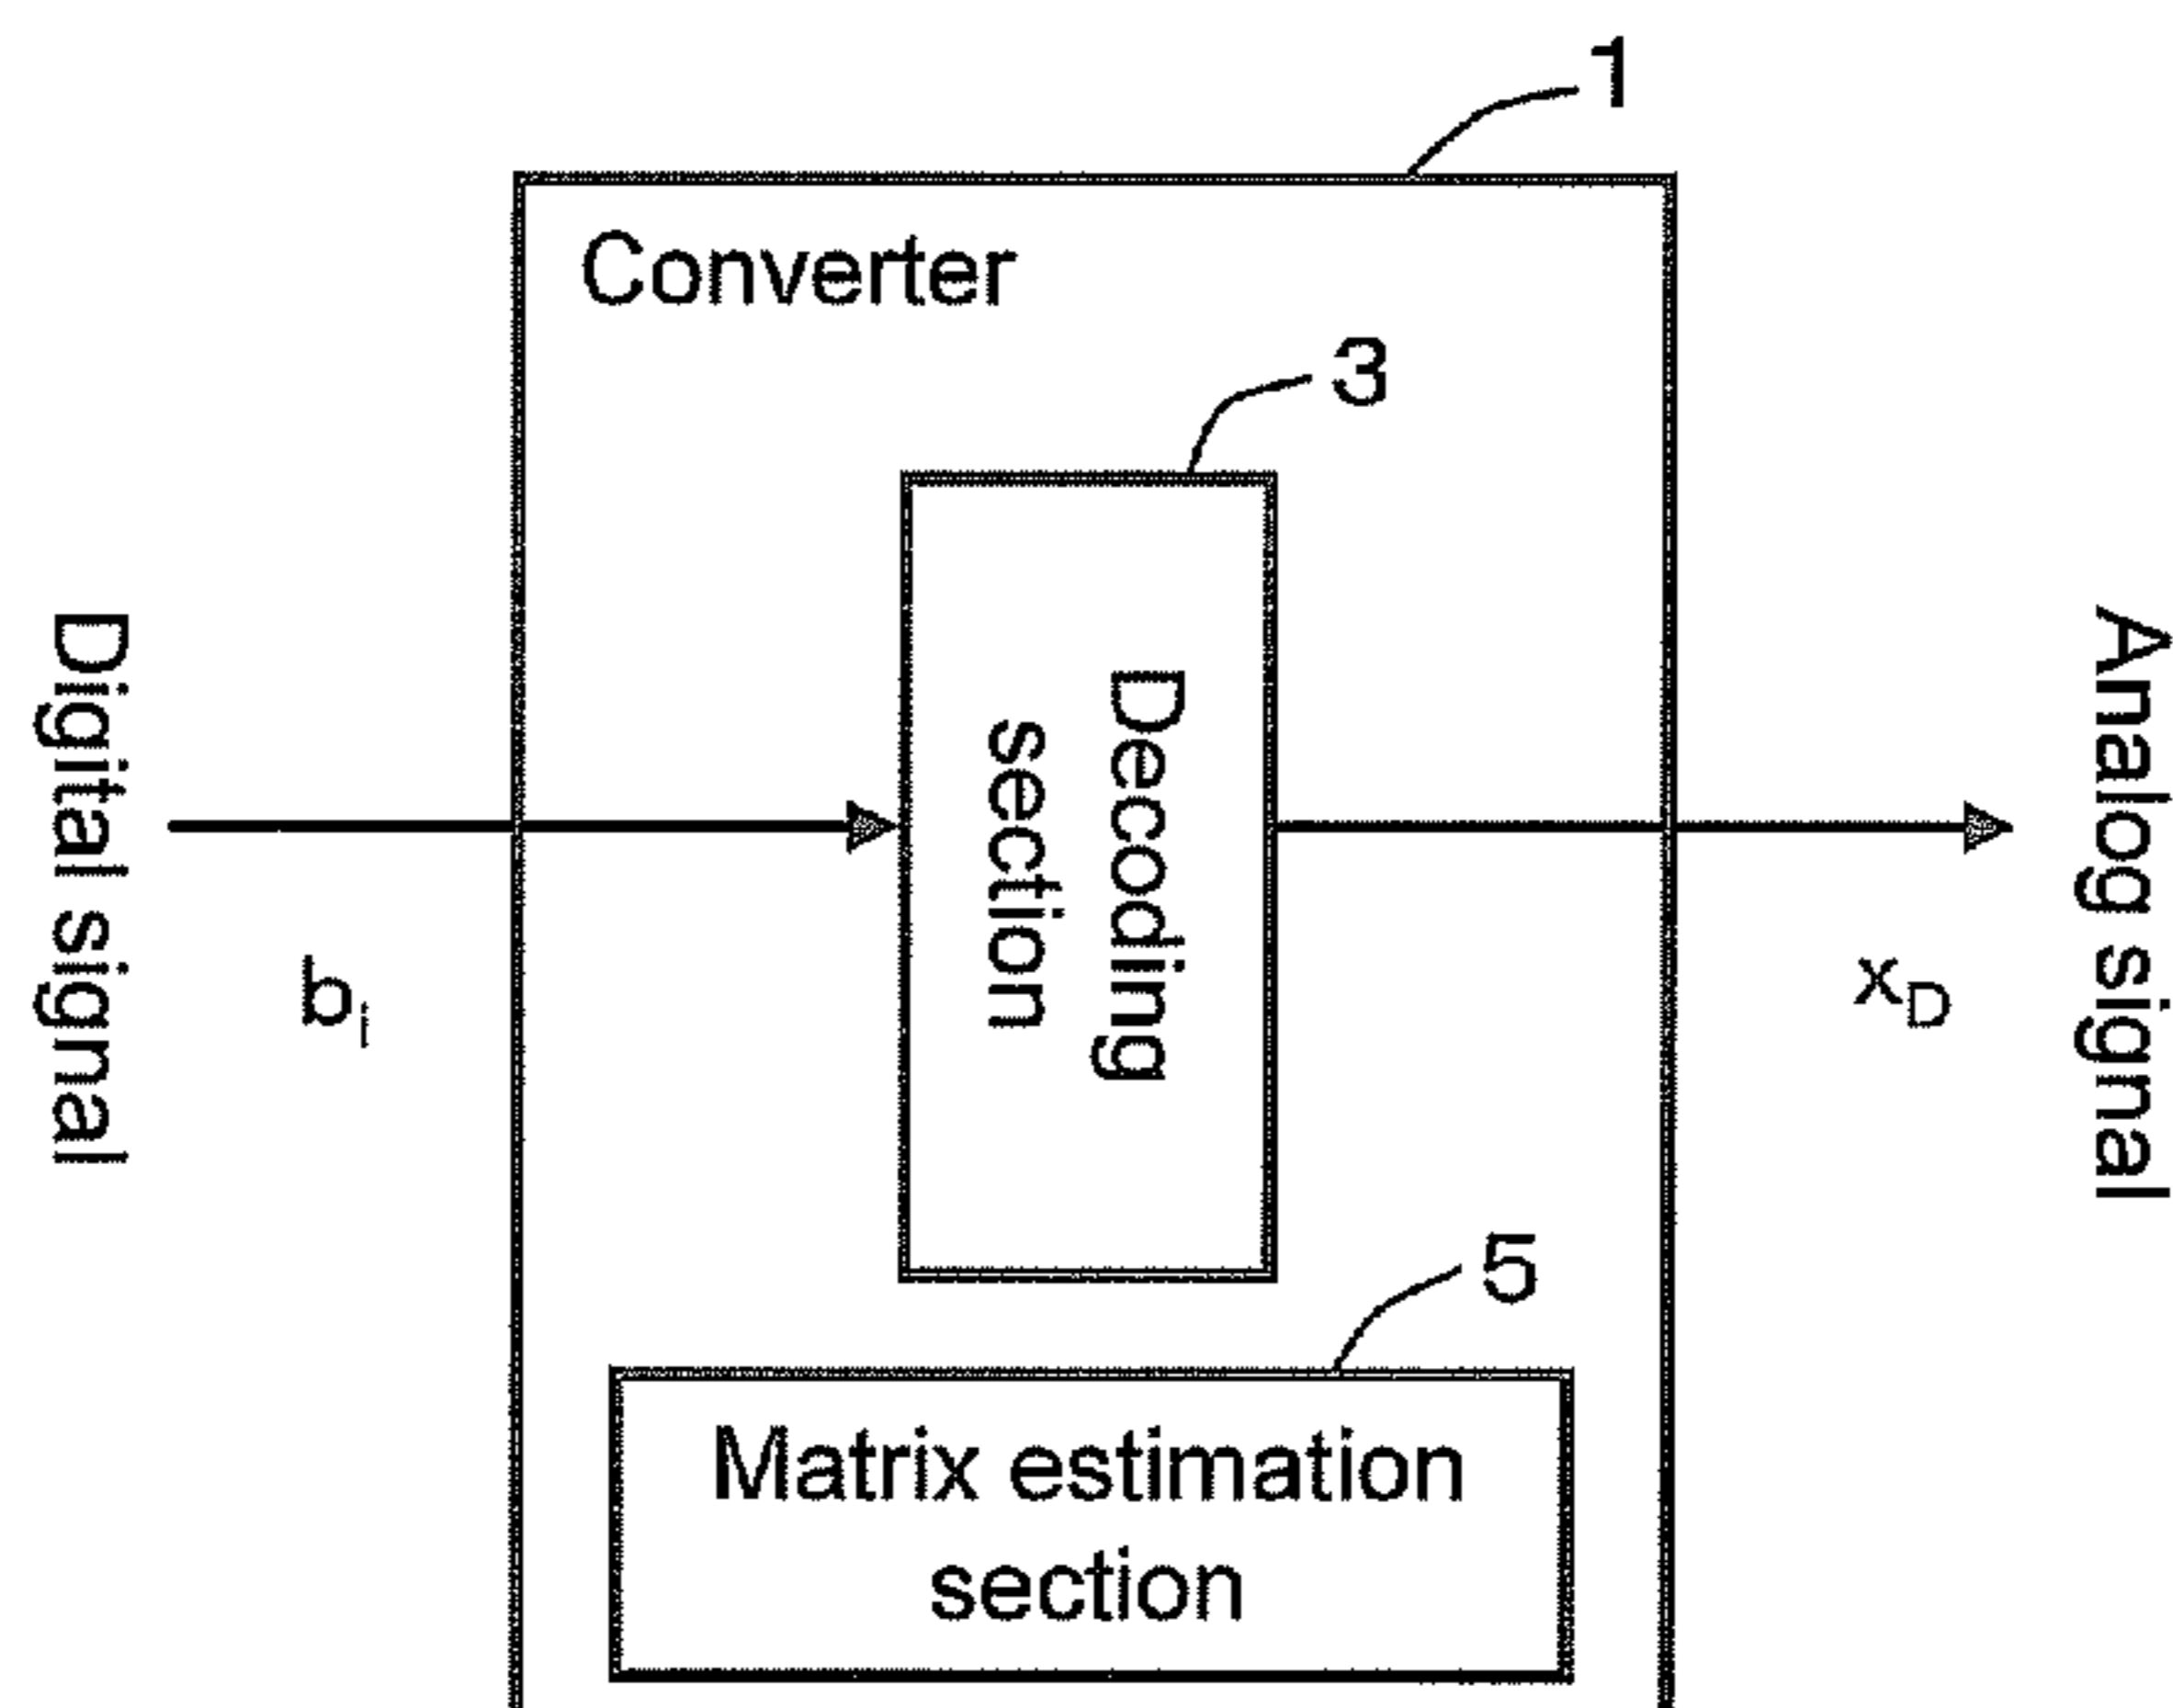 1
Converter
3
Digital signal
b_i
Decoding
section
x_D
Analog signal
5
Matrix estimation
section